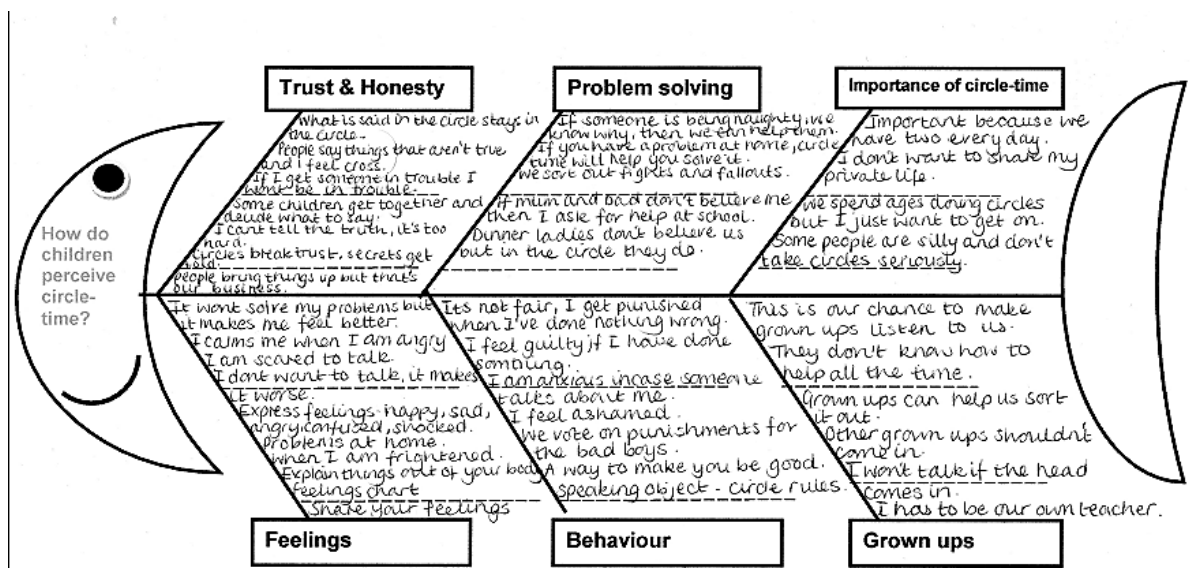 How do
children
perceive
circle-
time?
Trust & Honesty
What is said in the circle stays in
the circle.
People say things that aren't true
and I feel cross.
If I get someone in trouble I
wont be in trouble.
Some children get together and
decide what to say.
I cant tell the truth, it's too
hard.
Circles break trust, secrets get
told.
people bring things up but that's
our business.
Problem solving
If someone is being naughty, we
know why, then we can help them.
If you have a problem at home, circle
time will help you solve it.
We sort out fights and fallouts.
If mum and dad don't believe me
then I ask for help at school.
Dinner ladies don't believe us
but in the circle they do.
Importance of circle-time
Important because we
have two every day.
I don't want to share my
private life.
We spend ages doing circles
but I just want to get on.
Some people are silly and don't
take circles seriously.
It wont solve my problems but
it makes me feel better.
I calms me when I am angry
I am scared to talk.
I dont want to talk, it makes
it worse.
Express feelings-happy, sad,
angry, confused, shocked.
problems at home.
when I am frightened.
Explain things out of your body
feelings chart
Share your feelings
Feelings
Its not fair, I get punished
when I've done nothing wrong.
I feel guilty if I have done
somthing.
I am anxious incase someone
talks about me.
I feel ashamed.
We vote on punishments for
the bad boys.
A way to make you be good.
speaking object - circle rules.
Behaviour
This is our chance to make
grown ups listen to us.
They don't know how to
help all the time.
Grown ups can help us sort
it out.
Other grown ups shouldn't
come in.
I won't talk if the head
comes in.
I has to be our own teacher.
Grown ups